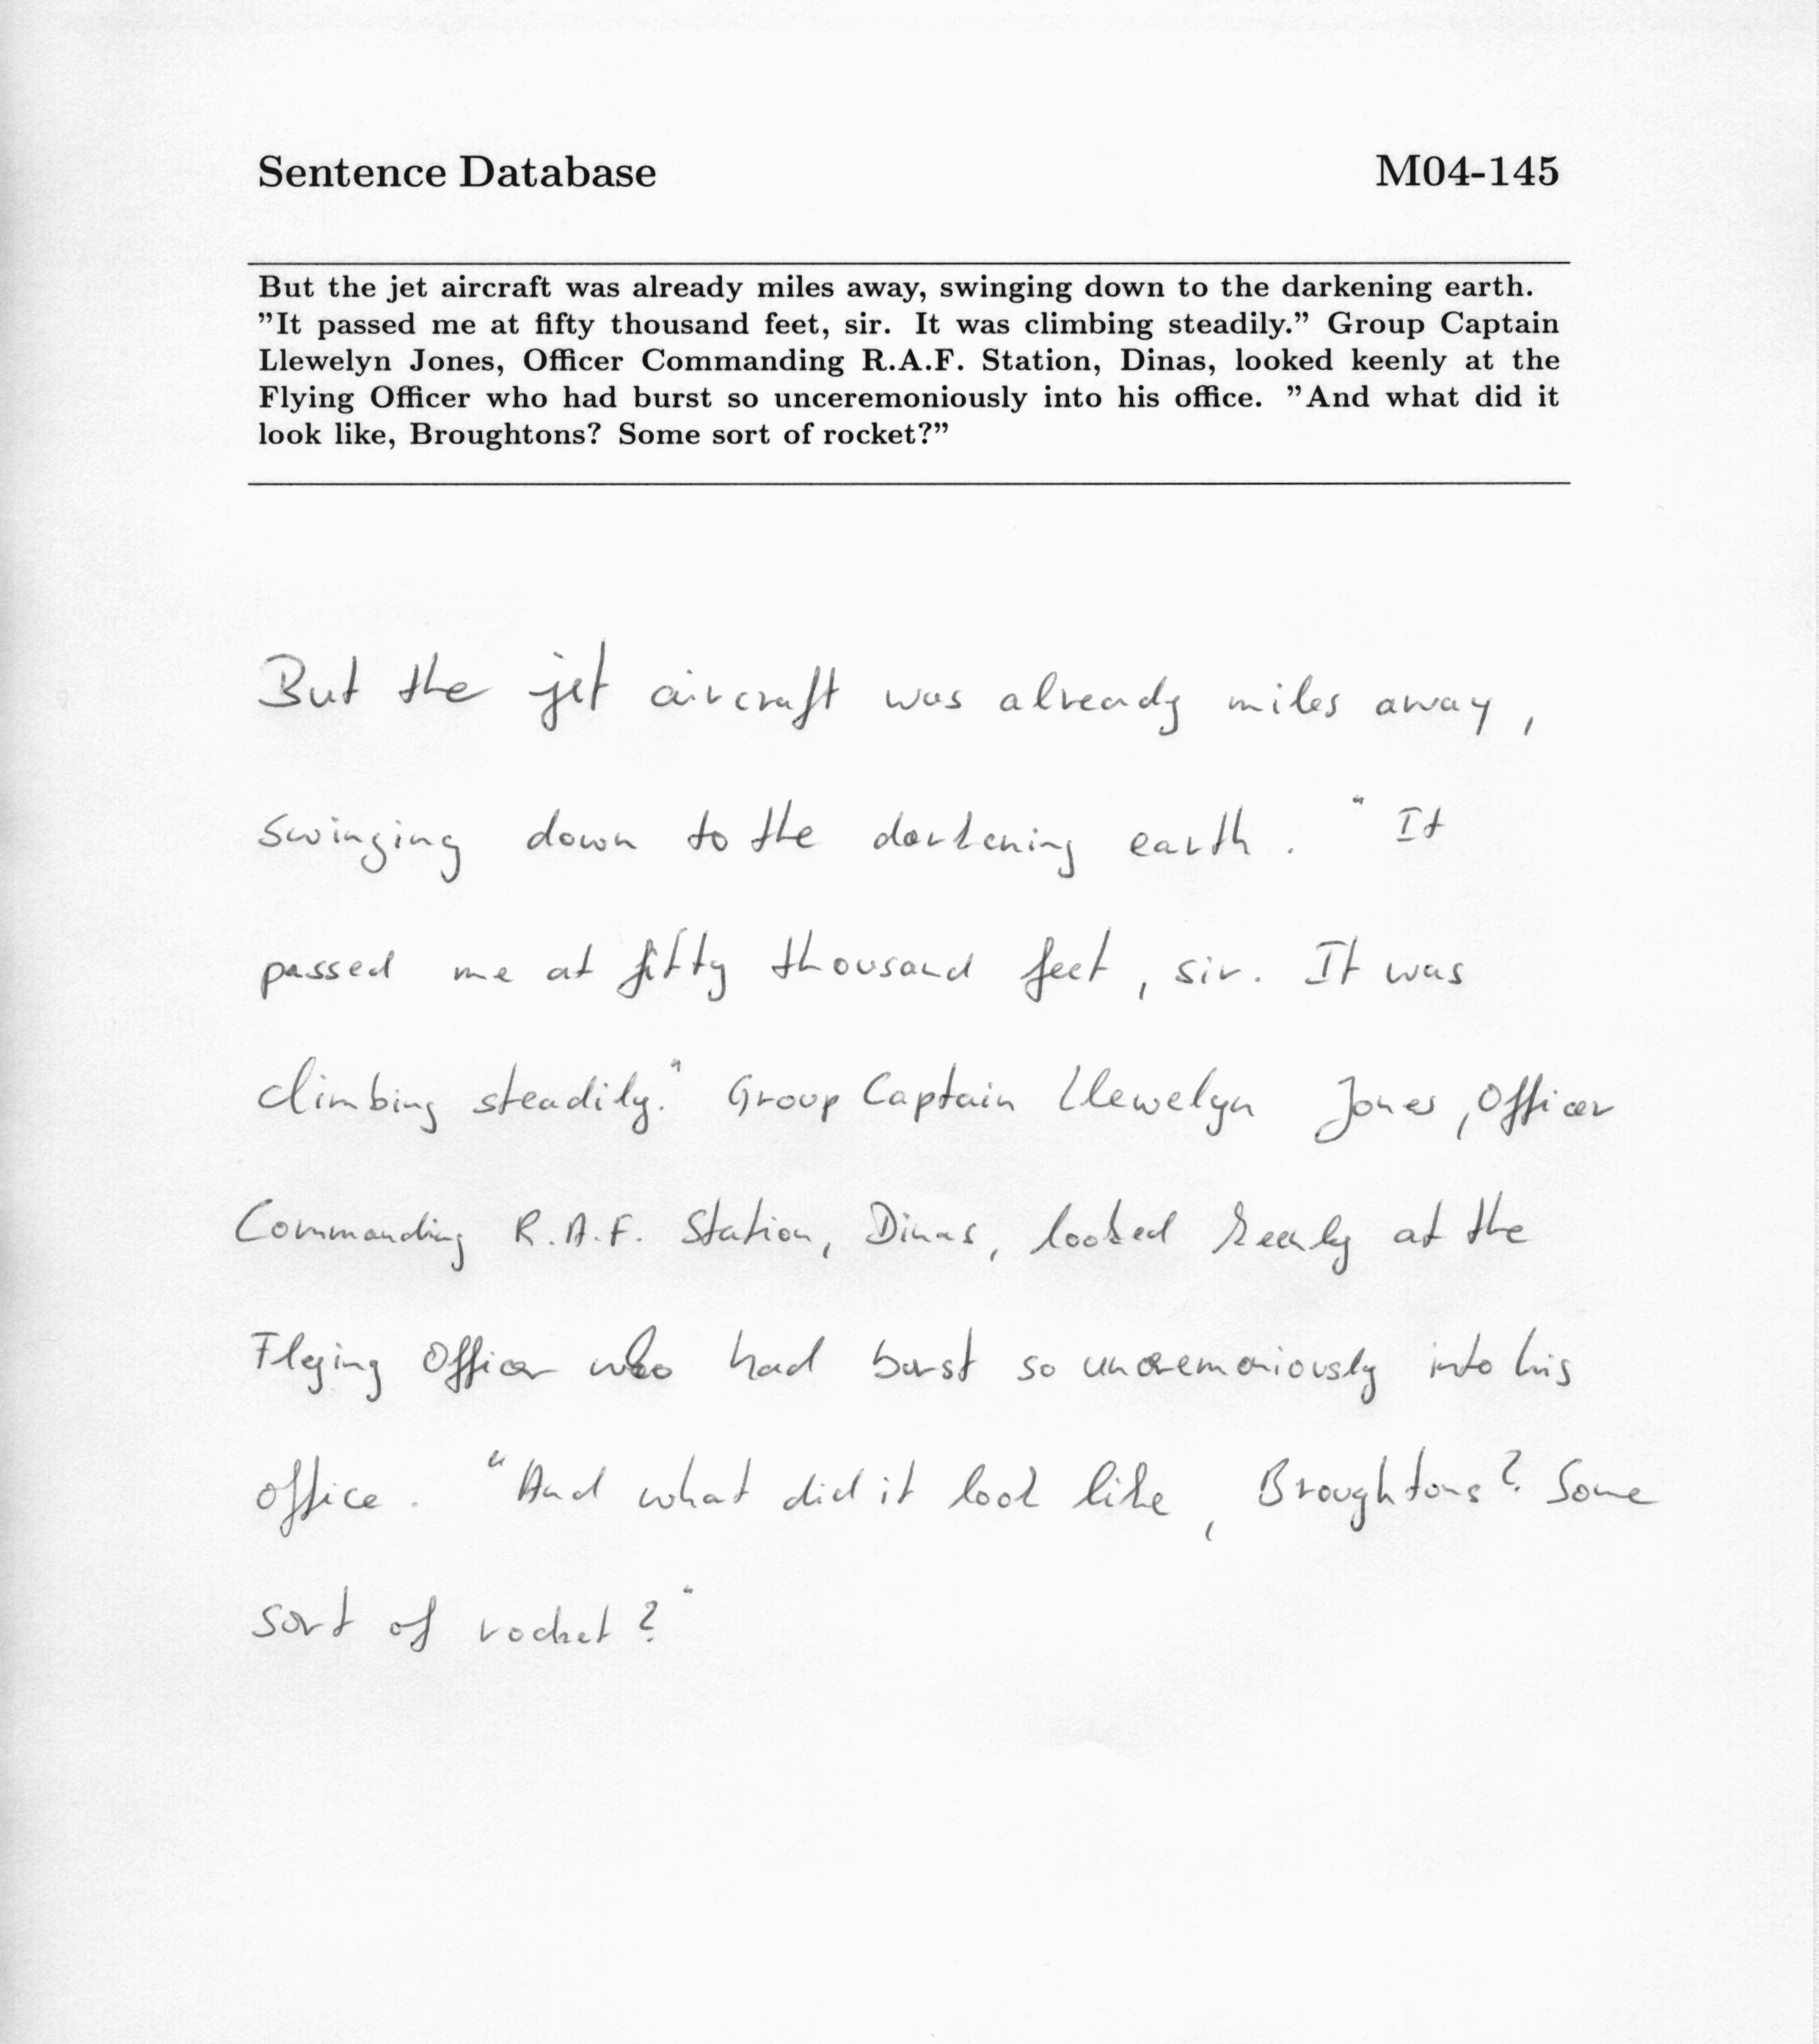 Sentence Database M04-145
But the jet aircraft was already miles away, swinging down to the darkening earth.
"It passed me at fifty thousand feet, sir. It was climbing steadily." Group Captain
Llewelyn Jones, Officer Commanding R.A.F. Station, Dinas, looked keenly at the
Flying Officer who had burst so unceremoniously into his office. "And what did it
look like, Broughtons? Some sort of rocket?"
But the jet aircraft was already miles away,
swinging down to the darkening earth. "It
passed me at fifty thousand feet, sir. It was
climbing steadily." Group Captain Llewelyn Jones, Officer
Commanding R.A.F. Station, Dinas, looked keenly at the
Flying Officer who had burst so unceremoniously into his
office. "And what did it look like, Broughtons? Some
sort of rocket?"